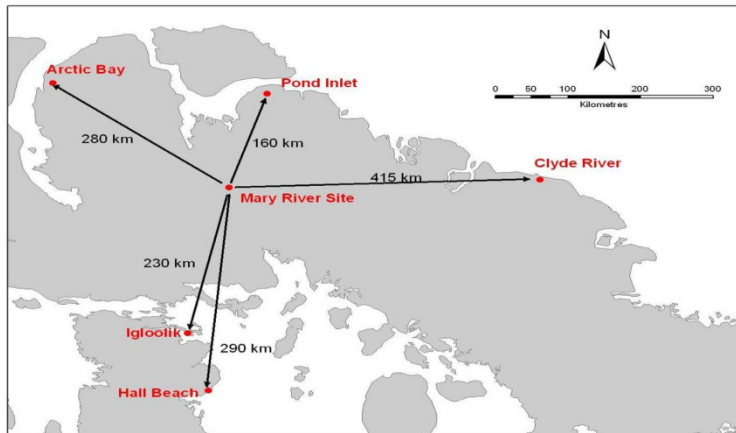 Arctic Bay
Pond Inlet
N
0
50
100
200
300
Kilometres
280 km
160 km
Clyde River
415 km
Mary River Site
230 km
Igloolik
290 km
Hall Beach